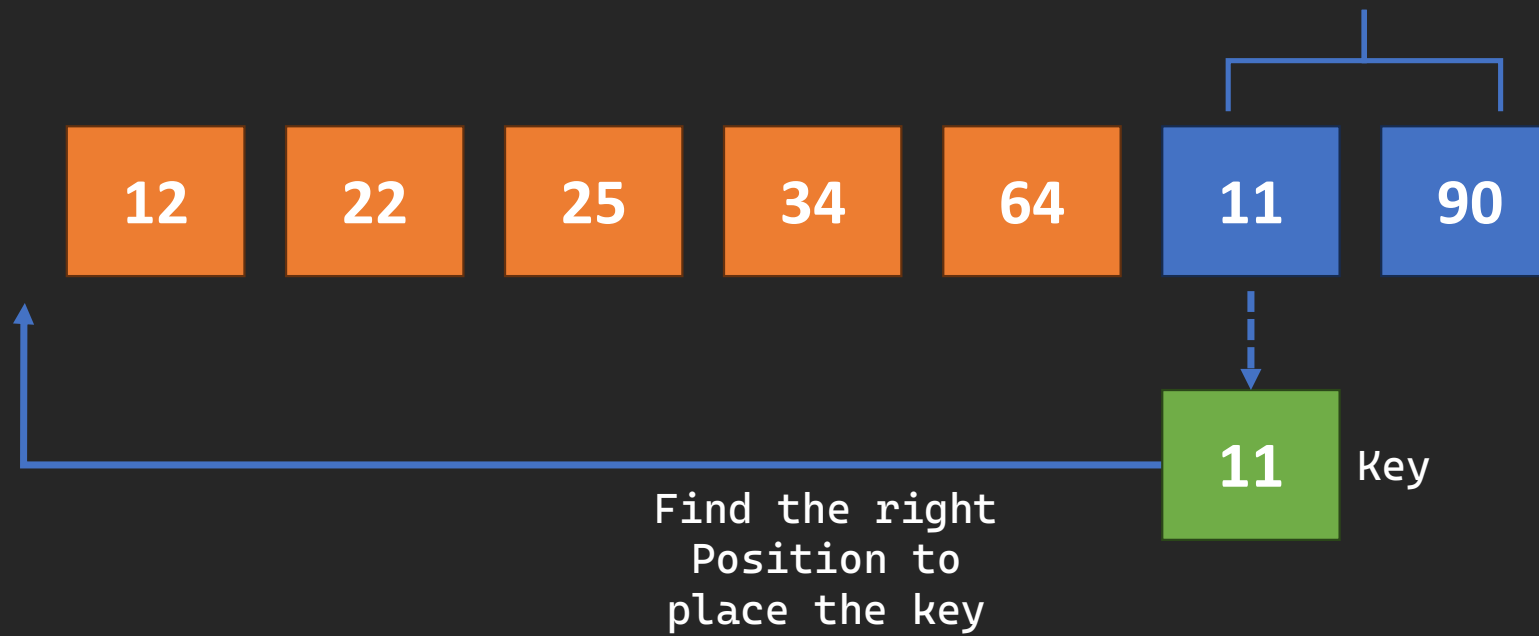 12 22 25 34 64 11 90
11 Key
Find the right
Position to
place the key